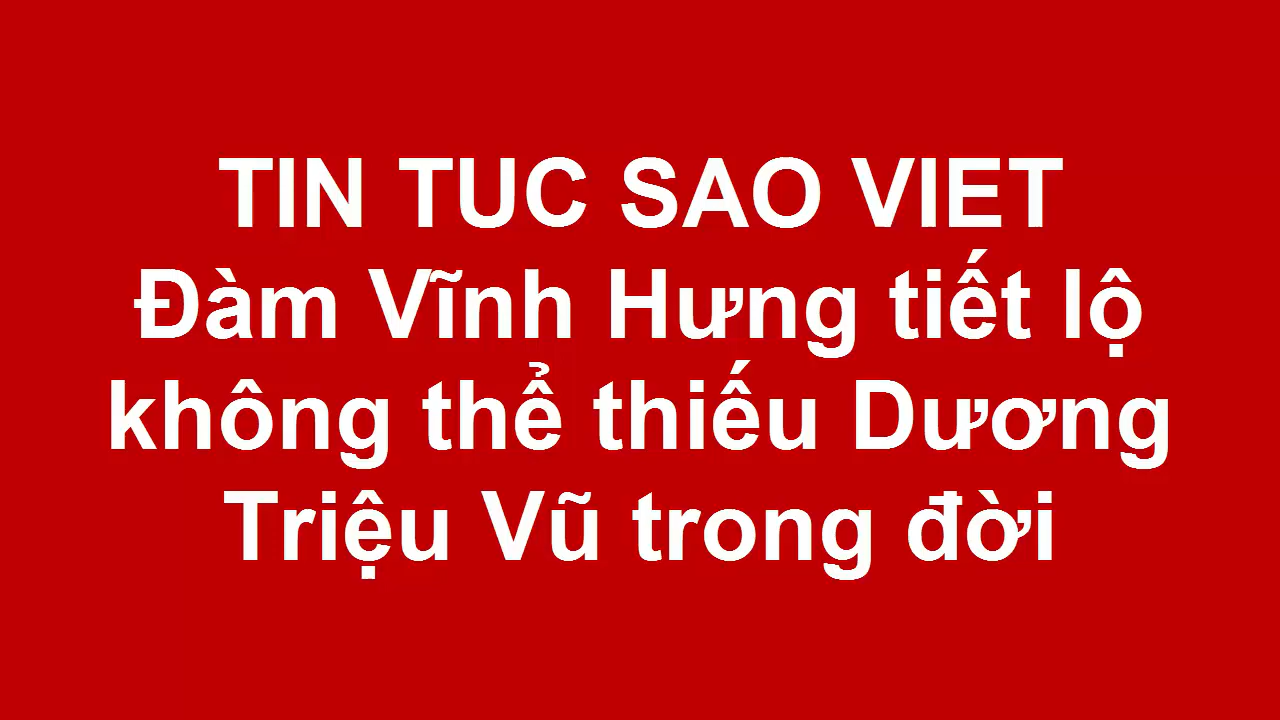 TIN TUC SAO VIET
Đàm Vĩnh Hưng tiết lộ
không thể thiếu Dương
Triệu Vũ trong đời